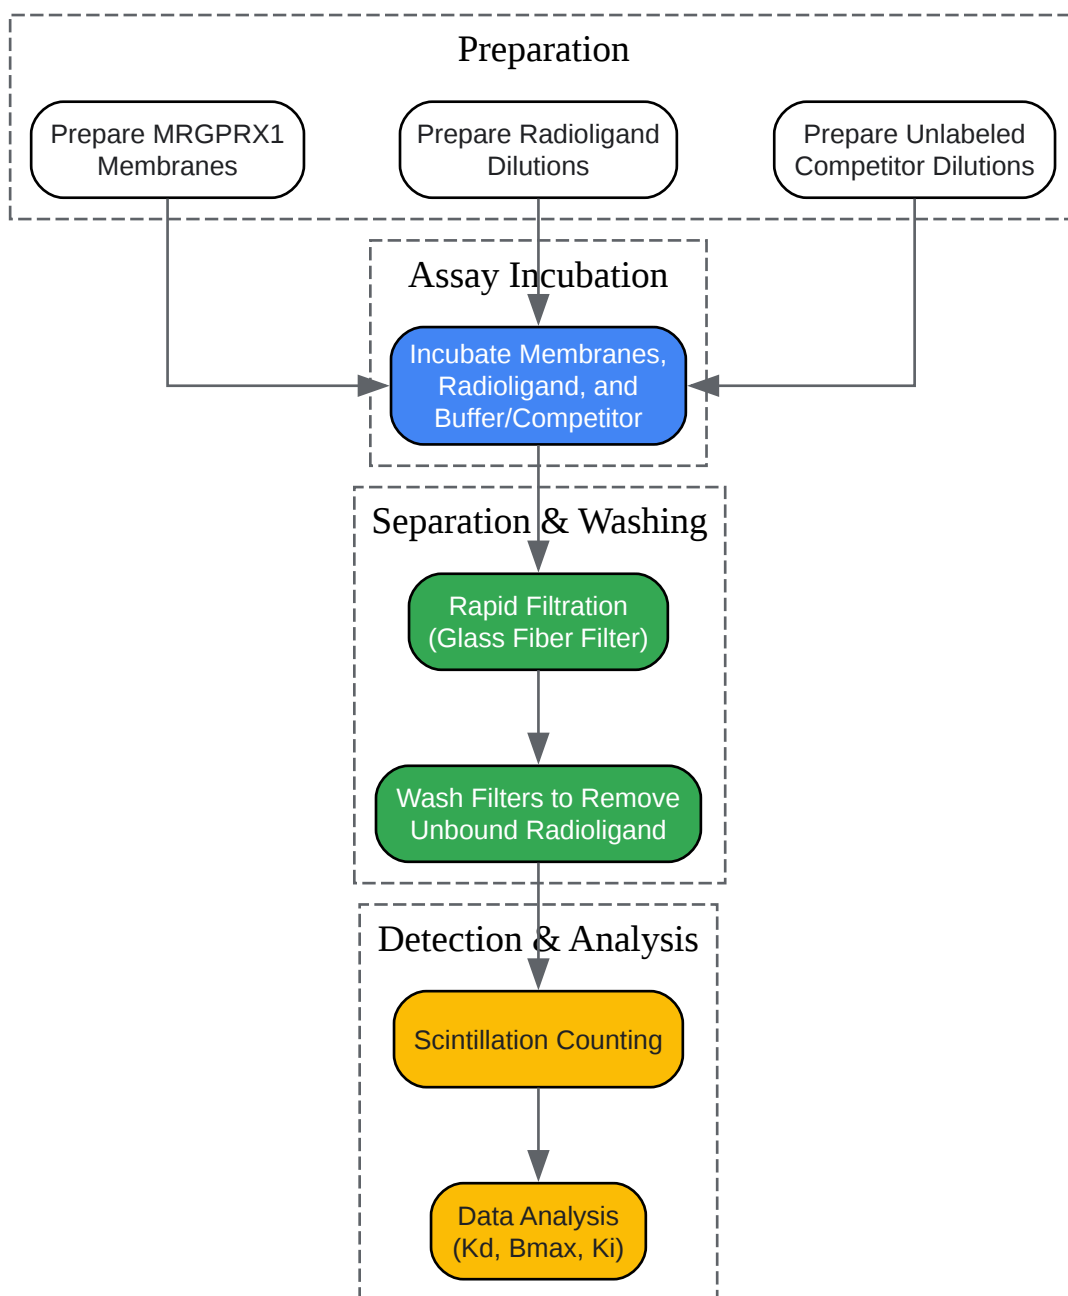 Preparation
Prepare MRGPRX1
Membranes
Prepare Radioligand
Dilutions
Prepare Unlabeled
Competitor Dilutions
Assay Incubation
Incubate Membranes,
Radioligand, and
Buffer/Competitor
Separation & Washing
Rapid Filtration
(Glass Fiber Filter)
Wash Filters to Remove
Unbound Radioligand
Detection & Analysis
Scintillation Counting
Data Analysis
(Kd, Bmax, Ki)